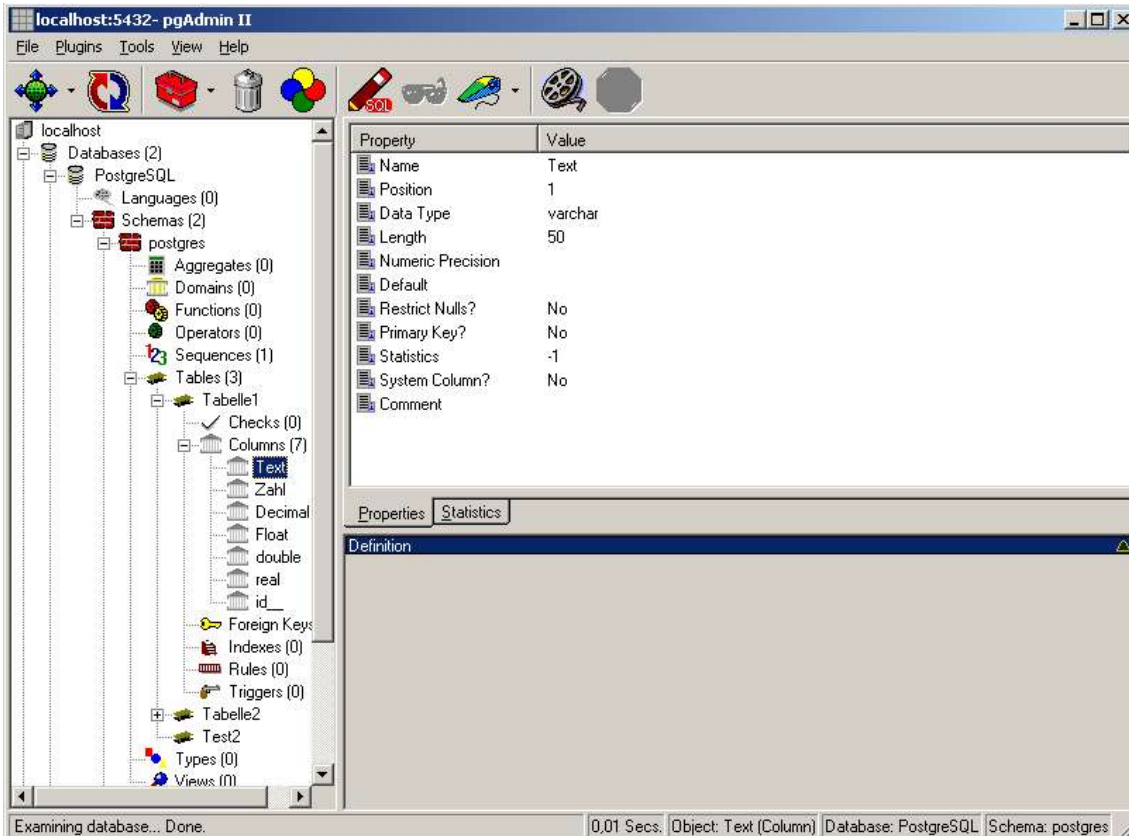 localhost:5432- pgAdmin II
File Plugins Tools View Help
SQL
localhost
Databases (2)
PostgreSQL
Languages (0)
Schemas (2)
postgres
Aggregates (0)
Domains (0)
Functions (0)
Operators (0)
123 Sequences (1)
Tables (3)
Tabelle1
Checks (0)
Columns (7)
Text
Zahl
Decimal
Float
double
real
id__
Foreign Keys
Indexes (0)
Rules (0)
Triggers (0)
Tabelle2
Test2
Types (0)
Views (0)
Property Value
Name Text
Position 1
Data Type varchar
Length 50
Numeric Precision
Default
Restrict Nulls? No
Primary Key? No
Statistics -1
System Column? No
Comment
Properties Statistics
Definition
Examining database... Done. 0,01 Secs. Object: Text (Column) Database: PostgreSQL Schema: postgres